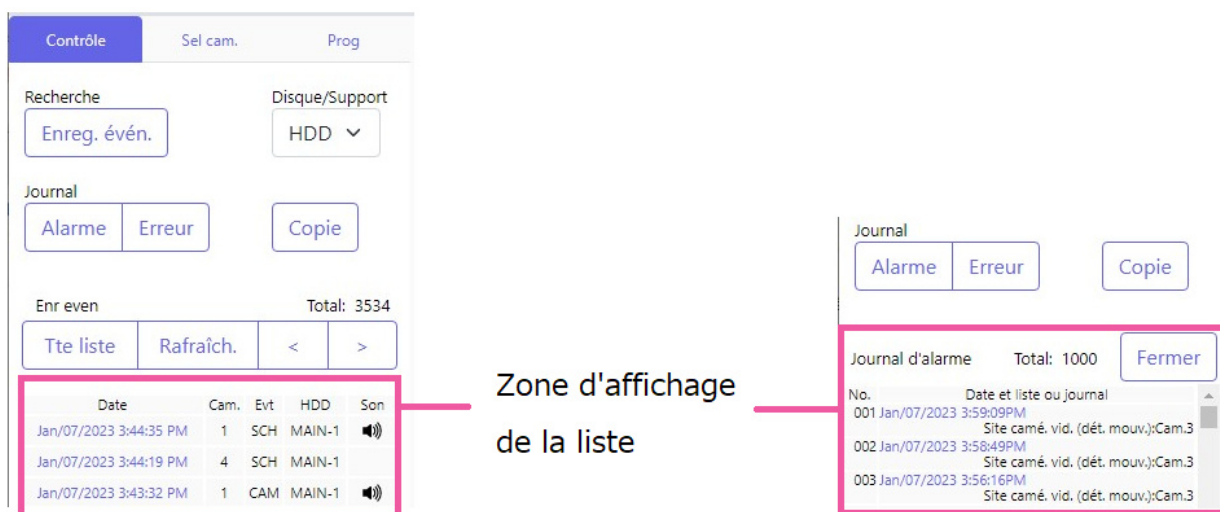 Contrôle Sel cam. Prog
Recherche Disque/Support
Enreg. évén. HDD
Journal
Alarme Erreur Copie
Enr even Total: 3534
Tte liste Rafraîch. < >
Date Cam. Evt HDD Son
Jan/07/2023 3:44:35 PM 1 SCH MAIN-1
Jan/07/2023 3:44:19 PM 4 SCH MAIN-1
Jan/07/2023 3:43:32 PM 1 CAM MAIN-1
Zone d'affichage
de la liste
Journal
Alarme Erreur Copie
Journal d'alarme Total: 1000 Fermer
No. Date et liste ou journal
001 Jan/07/2023 3:59:09PM
Site camé. vid. (dét. mouv.):Cam.3
002 Jan/07/2023 3:58:49PM
Site camé. vid. (dét. mouv.):Cam.3
003 Jan/07/2023 3:56:16PM
Site camé. vid. (dét. mouv.):Cam.3